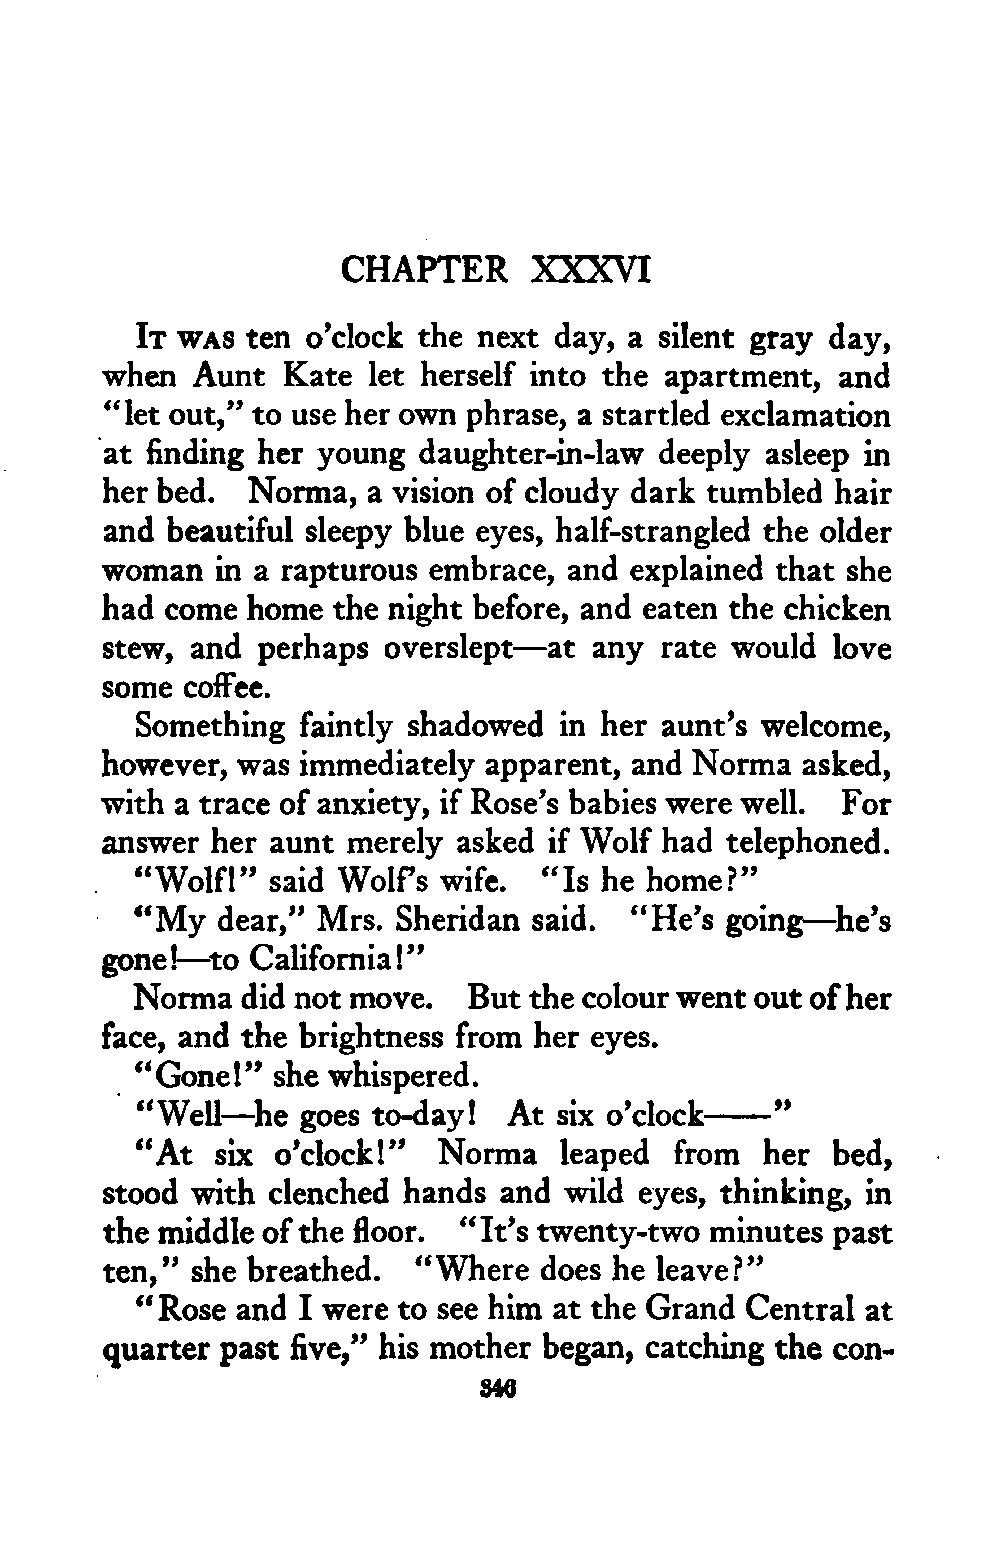 CHAPTER XXXVI
It was ten o'clock the next day, a silent gray day,
when Aunt Kate let herself into the apartment, and
“let out,” to use her own phrase, a startled exclamation
at finding her young daughter-in-law deeply asleep in
her bed. Norma, a vision of cloudy dark tumbled hair
and beautiful sleepy blue eyes, half-strangled the older
woman in a rapturous embrace, and explained that she
had come home the night before, and eaten the chicken
stew, and perhaps overslept—at any rate would love
some coffee.
Something faintly shadowed in her aunt's welcome,
however, was immediately apparent, and Norma asked,
with a trace of anxiety, if Rose's babies were well. For
answer her aunt merely asked if Wolf had telephoned.
“Wolf!” said Wolf's wife. “Is he home?”
“My dear,” Mrs. Sheridan said. “He's going—he's
gone!—to California!”
Norma did not move. But the colour went out of her
face, and the brightness from her eyes.
“Gone!” she whispered.
“Well—he goes to-day! At six o'clock——”
“At six o'clock!” Norma leaped from her bed,
stood with clenched hands and wild eyes, thinking, in
the middle of the floor. “It's twenty-two minutes past
ten,” she breathed. “Where does he leave?”
“Rose and I were to see him at the Grand Central at
quarter past five,” his mother began, catching the con-
346